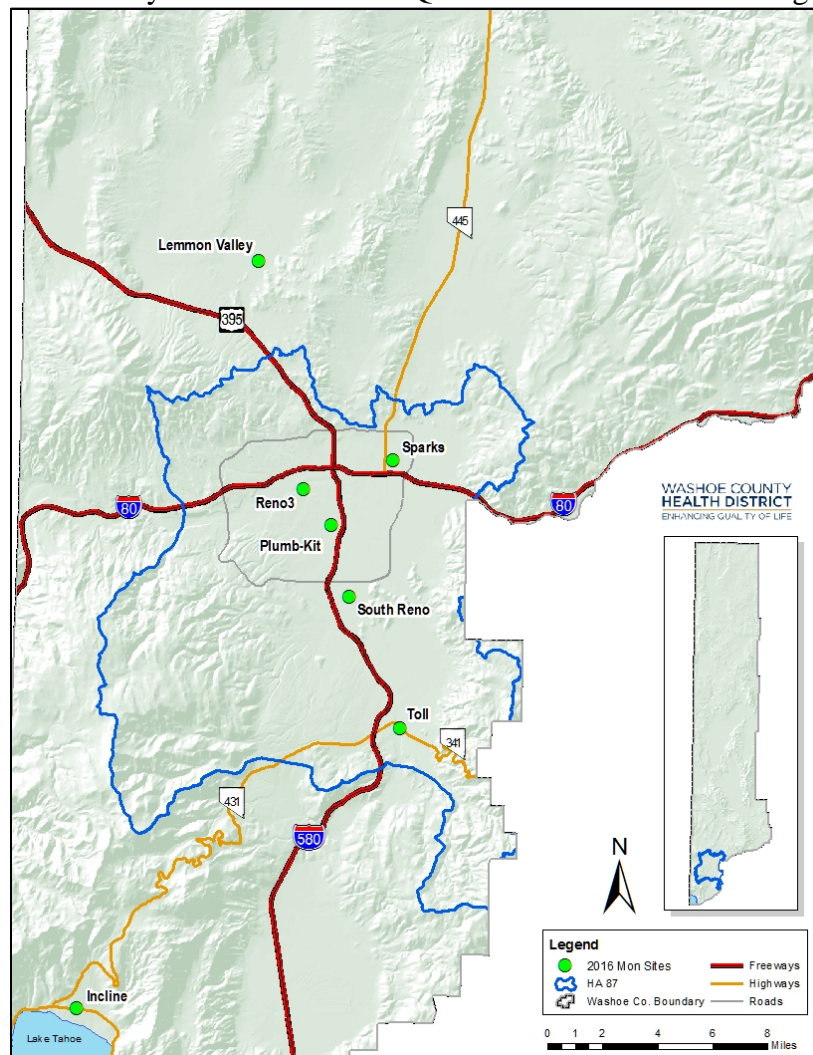 445
Lemmon Valley
395
Sparks
WASHOE COUNTY
HEALTH DISTRICT
ENHANCING QUALITY OF LIFE
Reno3
80
80
Plumb-Kit
South Reno
Toll
341
431
580
N
Legend
2016 Mon Sites
Freeways
HA 87
Highways
Washoe Co. Boundary
Roads
Incline
Lake Tahoe
0 1 2 4 6 8
Miles